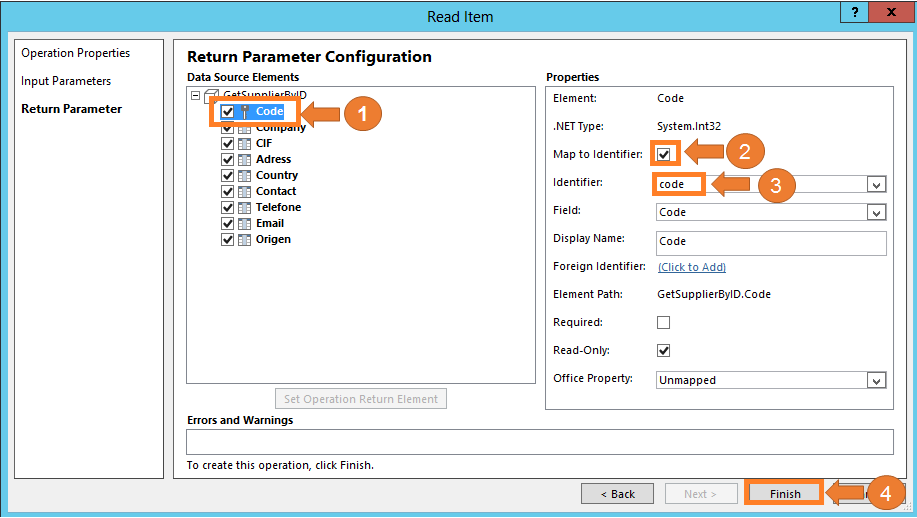 Read Item
? x
Operation Properties
Input Parameters
Return Parameter
Return Parameter Configuration
Data Source Elements
GetSupplierByID
Code
1
Company
CIF
Adress
Country
Contact
Telefone
Email
Origen
Set Operation Return Element
Properties
Element: Code
.NET Type: System.Int32
Map to Identifier:
2
Identifier: code
3
Field: Code
Display Name: Code
Foreign Identifier: (Click to Add)
Element Path: GetSupplierByID.Code
Required:
Read-Only:
Office Property: Unmapped
Errors and Warnings
To create this operation, click Finish.
< Back Next > Finish
4